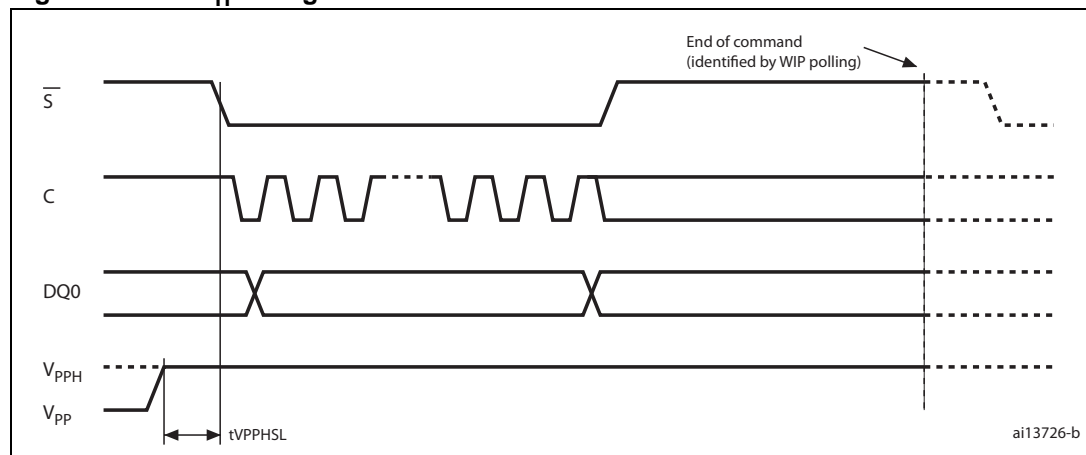 End of command
(identified by WIP polling)
S
C
DQ0
VPPH
VPP
tVPPHSL
ai13726-b